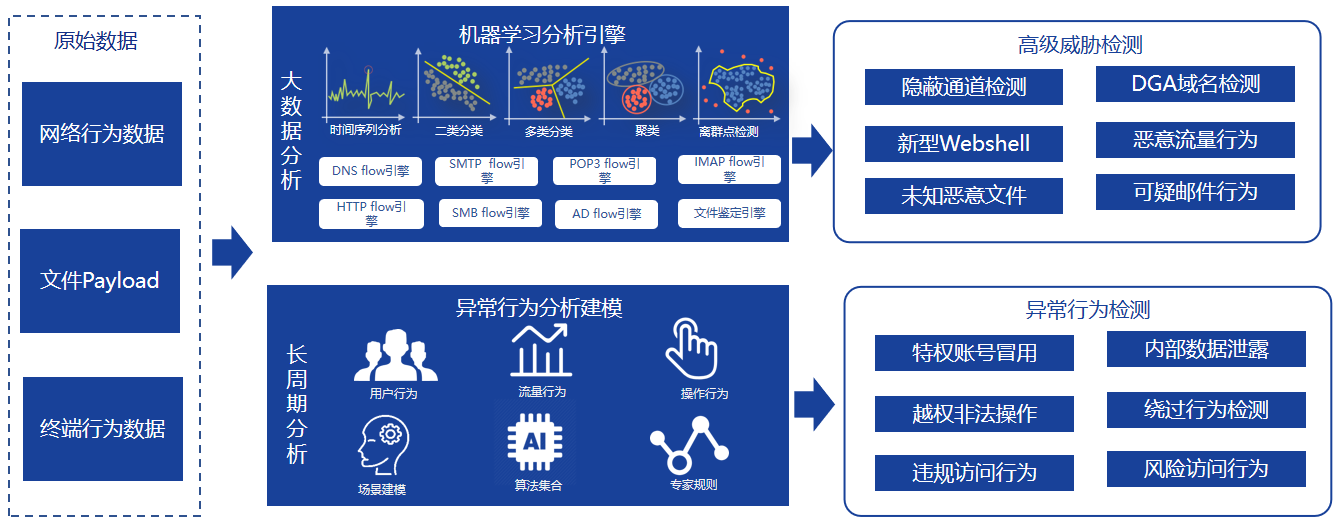 原始数据
网络行为数据
文件Payload
终端行为数据
大数据分析
机器学习分析引擎
时间序列分析
二类分类
多类分类
聚类
离群点检测
DNS flow引擎
SMTP flow引
擎
POP3 flow引
擎
IMAP flow引
擎
HTTP flow引
擎
SMB flow引擎
AD flow引擎
文件鉴定引擎
高级威胁检测
隐蔽通道检测
DGA域名检测
新型Webshell
恶意流量行为
未知恶意文件
可疑邮件行为
长周期分析
异常行为分析建模
用户行为
流量行为
操作行为
AI
场景建模
算法集合
专家规则
异常行为检测
特权账号冒用
内部数据泄露
越权非法操作
绕过行为检测
违规访问行为
风险访问行为